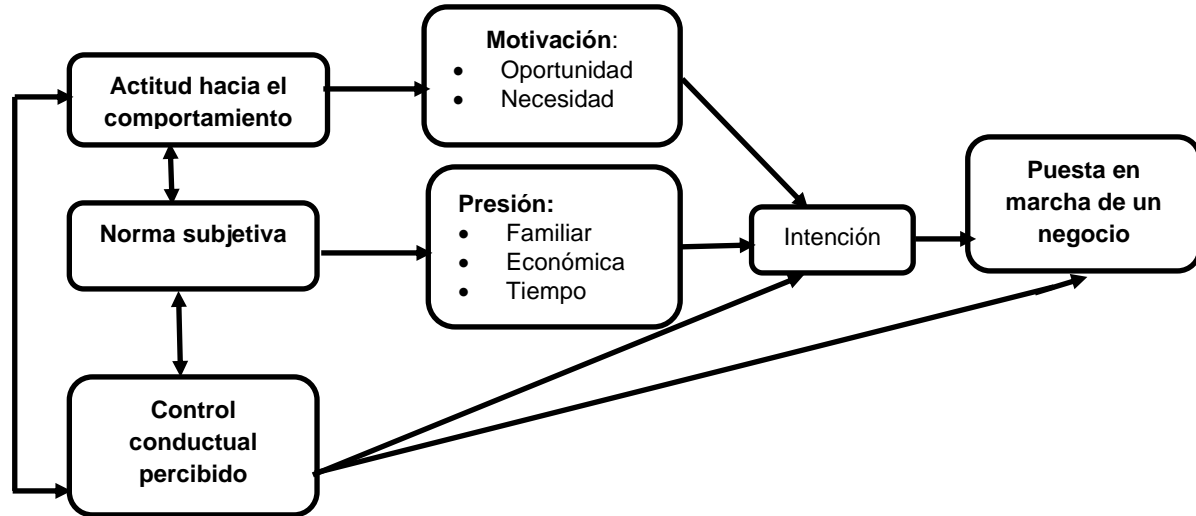 Actitud hacia el
comportamiento
Motivación:
• Oportunidad
• Necesidad
Norma subjetiva
Presión:
• Familiar
• Económica
• Tiempo
Intención
Puesta en
marcha de un
negocio
Control
conductual
percibido